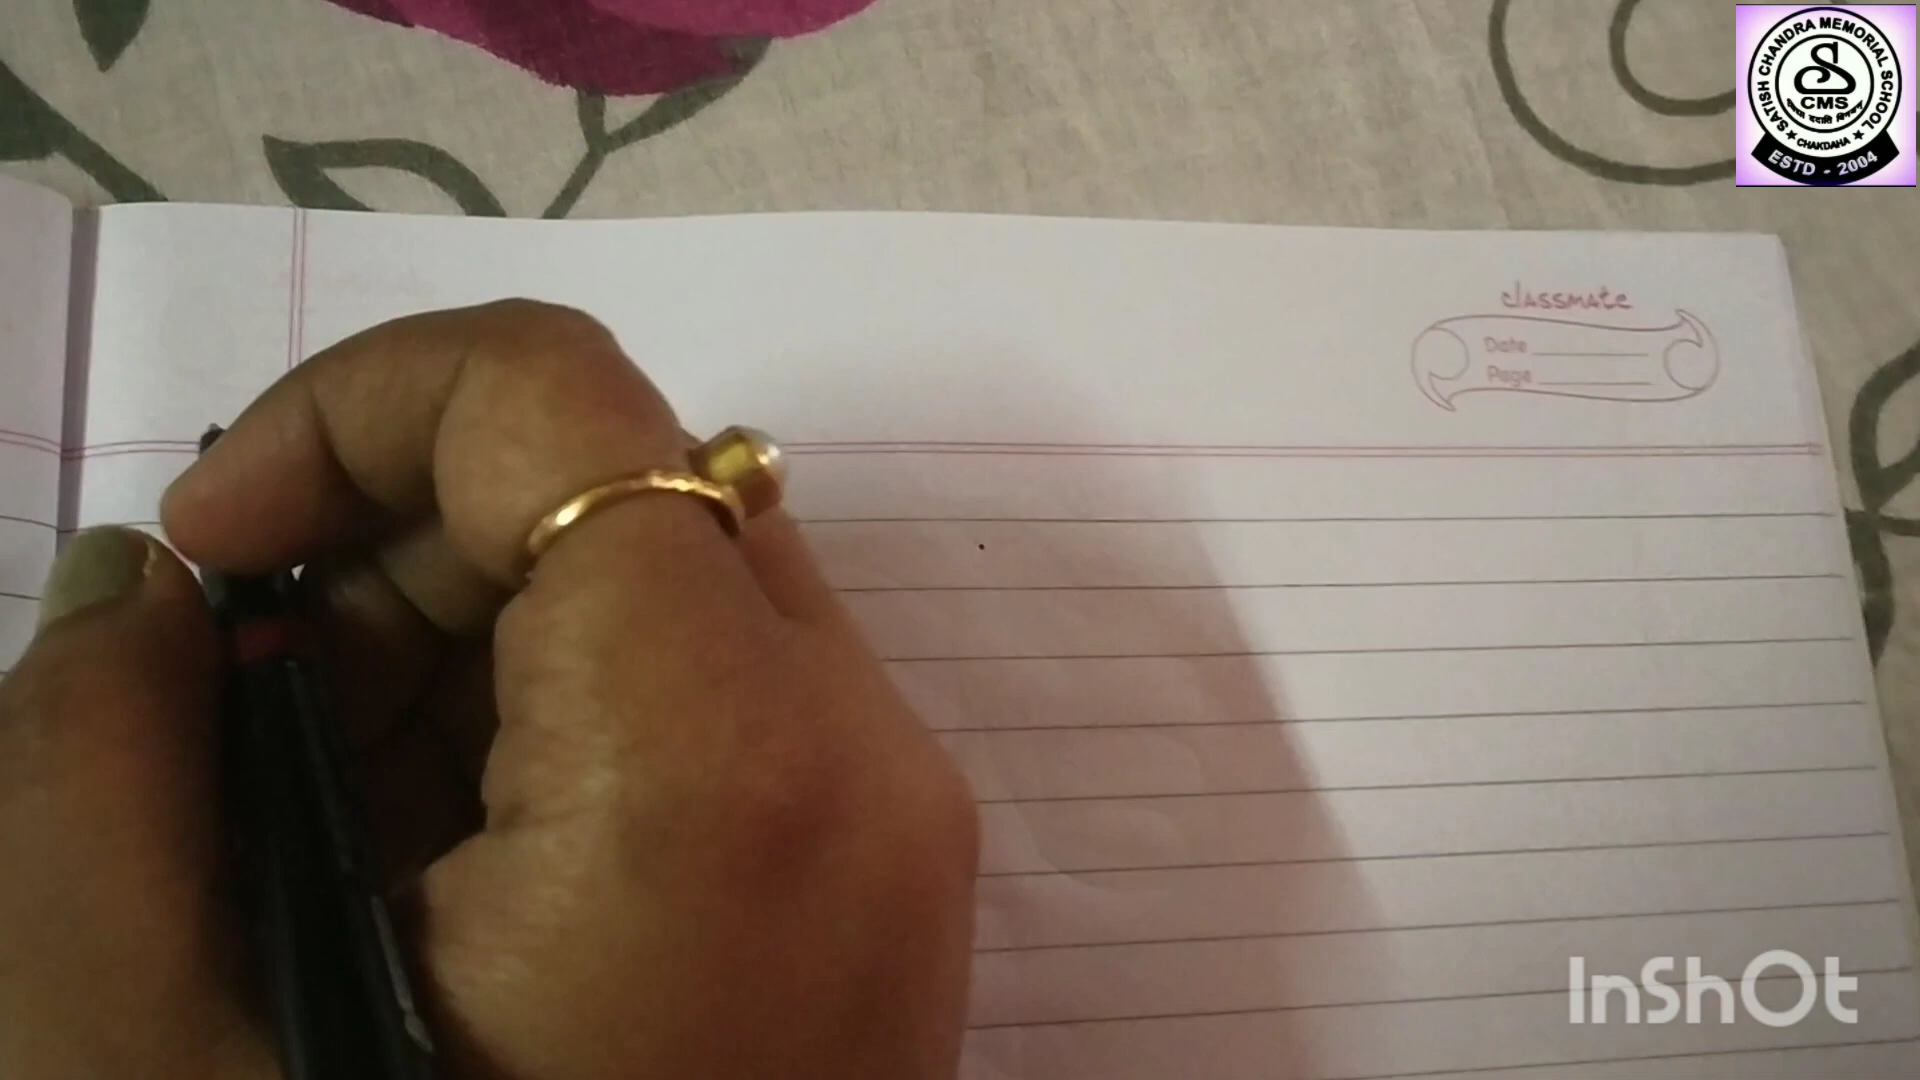 SATISH CHANDRA MEMORIAL SCHOOL
S
CMS
CHAKDAHA
ESTD - 2004
classmate
Date
Page
InShOt